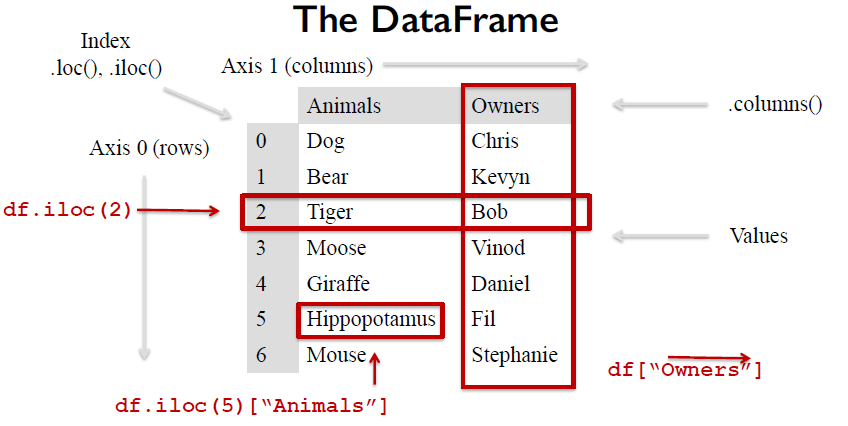 The DataFrame
Index
.loc(), .iloc()
Axis 1 (columns)
Animals Owners
.columns()
0 Dog Chris
Axis 0 (rows)
1 Bear Kevyn
df.iloc(2)
2 Tiger Bob
3 Moose Vinod
Values
4 Giraffe Daniel
5 Hippopotamus Fil
6 Mouse Stephanie
df[“Owners”]
df.iloc(5)[“Animals”]